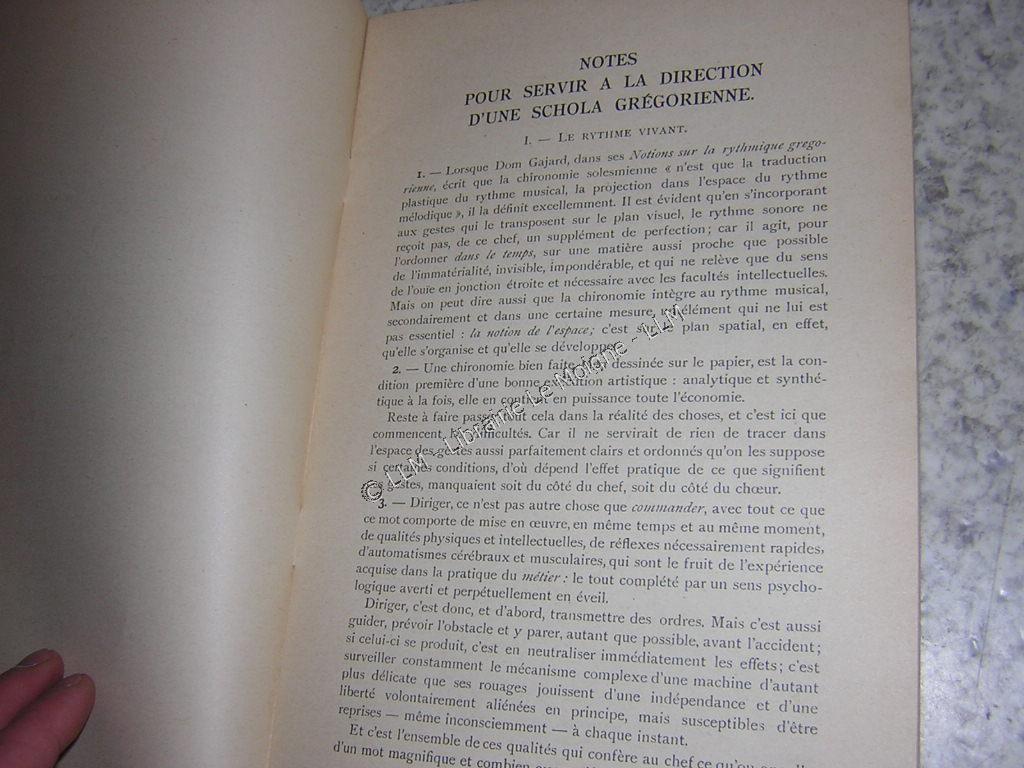 NOTES
POUR SERVIR A LA DIRECTION
D'UNE SCHOLA GRÉGORIENNE.
I. — LE RYTHME VIVANT.
1. — Lorsque Dom Gajard, dans ses Notions sur la rythmique grego-
rienne, écrit que la chironomie solesmienne « n'est que la traduction
plastique du rythme musical, la projection dans l'espace du rythme
mélodique », il la définit excellemment. Il est évident qu'en s'incorporant
aux gestes qui le transposent sur le plan visuel, le rythme sonore ne
reçoit pas, de ce chef, un supplément de perfection; car il agit, pour
l'ordonner dans le temps, sur une matière aussi proche que possible
de l'immatérialité, invisible, impondérable, et qui ne relève que du sens
de l'ouïe en jonction étroite et nécessaire avec les facultés intellectuelles.
Mais on peut dire aussi que la chironomie intègre au rythme musical,
secondairement et dans une certaine mesure, un élément qui ne lui est
pas essentiel : la notion de l'espace; c'est sur le plan spatial, en effet,
qu'elle s'organise et qu'elle se développe.
2. — Une chironomie bien faite, dessinée sur le papier, est la con-
dition première d'une bonne exécution artistique : analytique et synthé-
tique à la fois, elle en contient en puissance toute l'économie.
Reste à faire passer tout cela dans la réalité des choses, et c'est ici que
commencent les difficultés. Car il ne servirait de rien de tracer dans
l'espace des gestes aussi parfaitement clairs et ordonnés qu'on les suppose
si certaines conditions, d'où dépend l'effet pratique de ce que signifient
ces gestes, manquaient soit du côté du chef, soit du côté du chœur.
3. — Diriger, ce n'est pas autre chose que commander, avec tout ce que
ce mot comporte de mise en œuvre, en même temps et au même moment,
de qualités physiques et intellectuelles, de réflexes nécessairement rapides,
d'automatismes cérébraux et musculaires, qui sont le fruit de l'expérience
acquise dans la pratique du métier : le tout complété par un sens psycho-
logique averti et perpétuellement en éveil.
Diriger, c'est donc, et d'abord, transmettre des ordres. Mais c'est aussi
guider, prévoir l'obstacle et y parer, autant que possible, avant l'accident;
si celui-ci se produit, c'est en neutraliser immédiatement les effets; c'est
surveiller constamment le mécanisme complexe d'une machine d'autant
plus délicate que ses rouages jouissent d'une indépendance et d'une
liberté volontairement aliénées en principe, mais susceptibles d'être
reprises — même inconsciemment — à chaque instant.
Et c'est l'ensemble de ces qualités qui confère au chef ce qu'on
d'un mot magnifique et combien
© LLM - Librairie Le Moigne - LLM